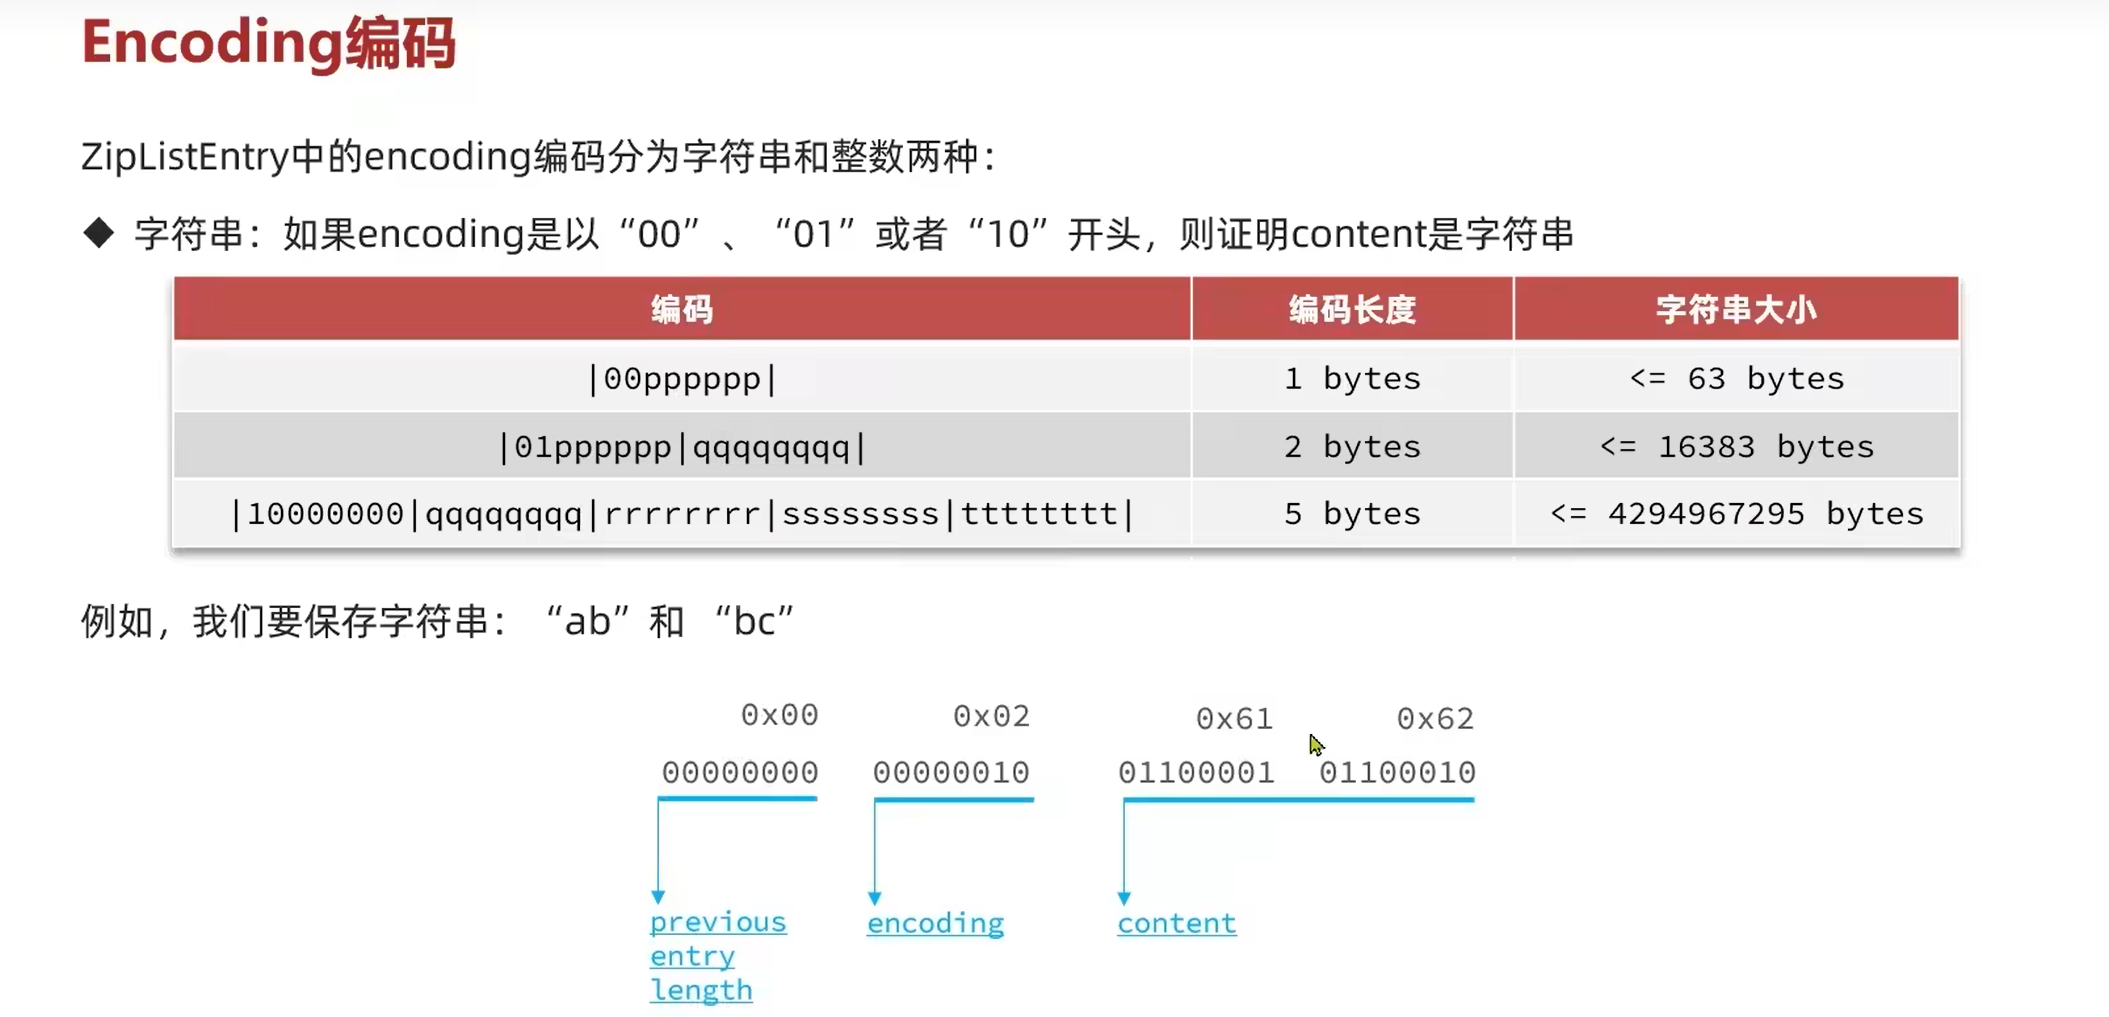 Encoding编码
ZipListEntry中的encoding编码分为字符串和整数两种：
◆ 字符串：如果encoding是以“00”、“01”或者“10”开头，则证明content是字符串
编码 编码长度 字符串大小
|00pppppp| 1 bytes <= 63 bytes
|01pppppp|qqqqqqqq| 2 bytes <= 16383 bytes
|10000000|qqqqqqqq|rrrrrrrr|ssssssss|tttttttt| 5 bytes <= 4294967295 bytes
例如，我们要保存字符串：“ab”和 “bc”
0x00 0x02 0x61 0x62
00000000 00000010 01100001 01100010
previous encoding content
entry
length